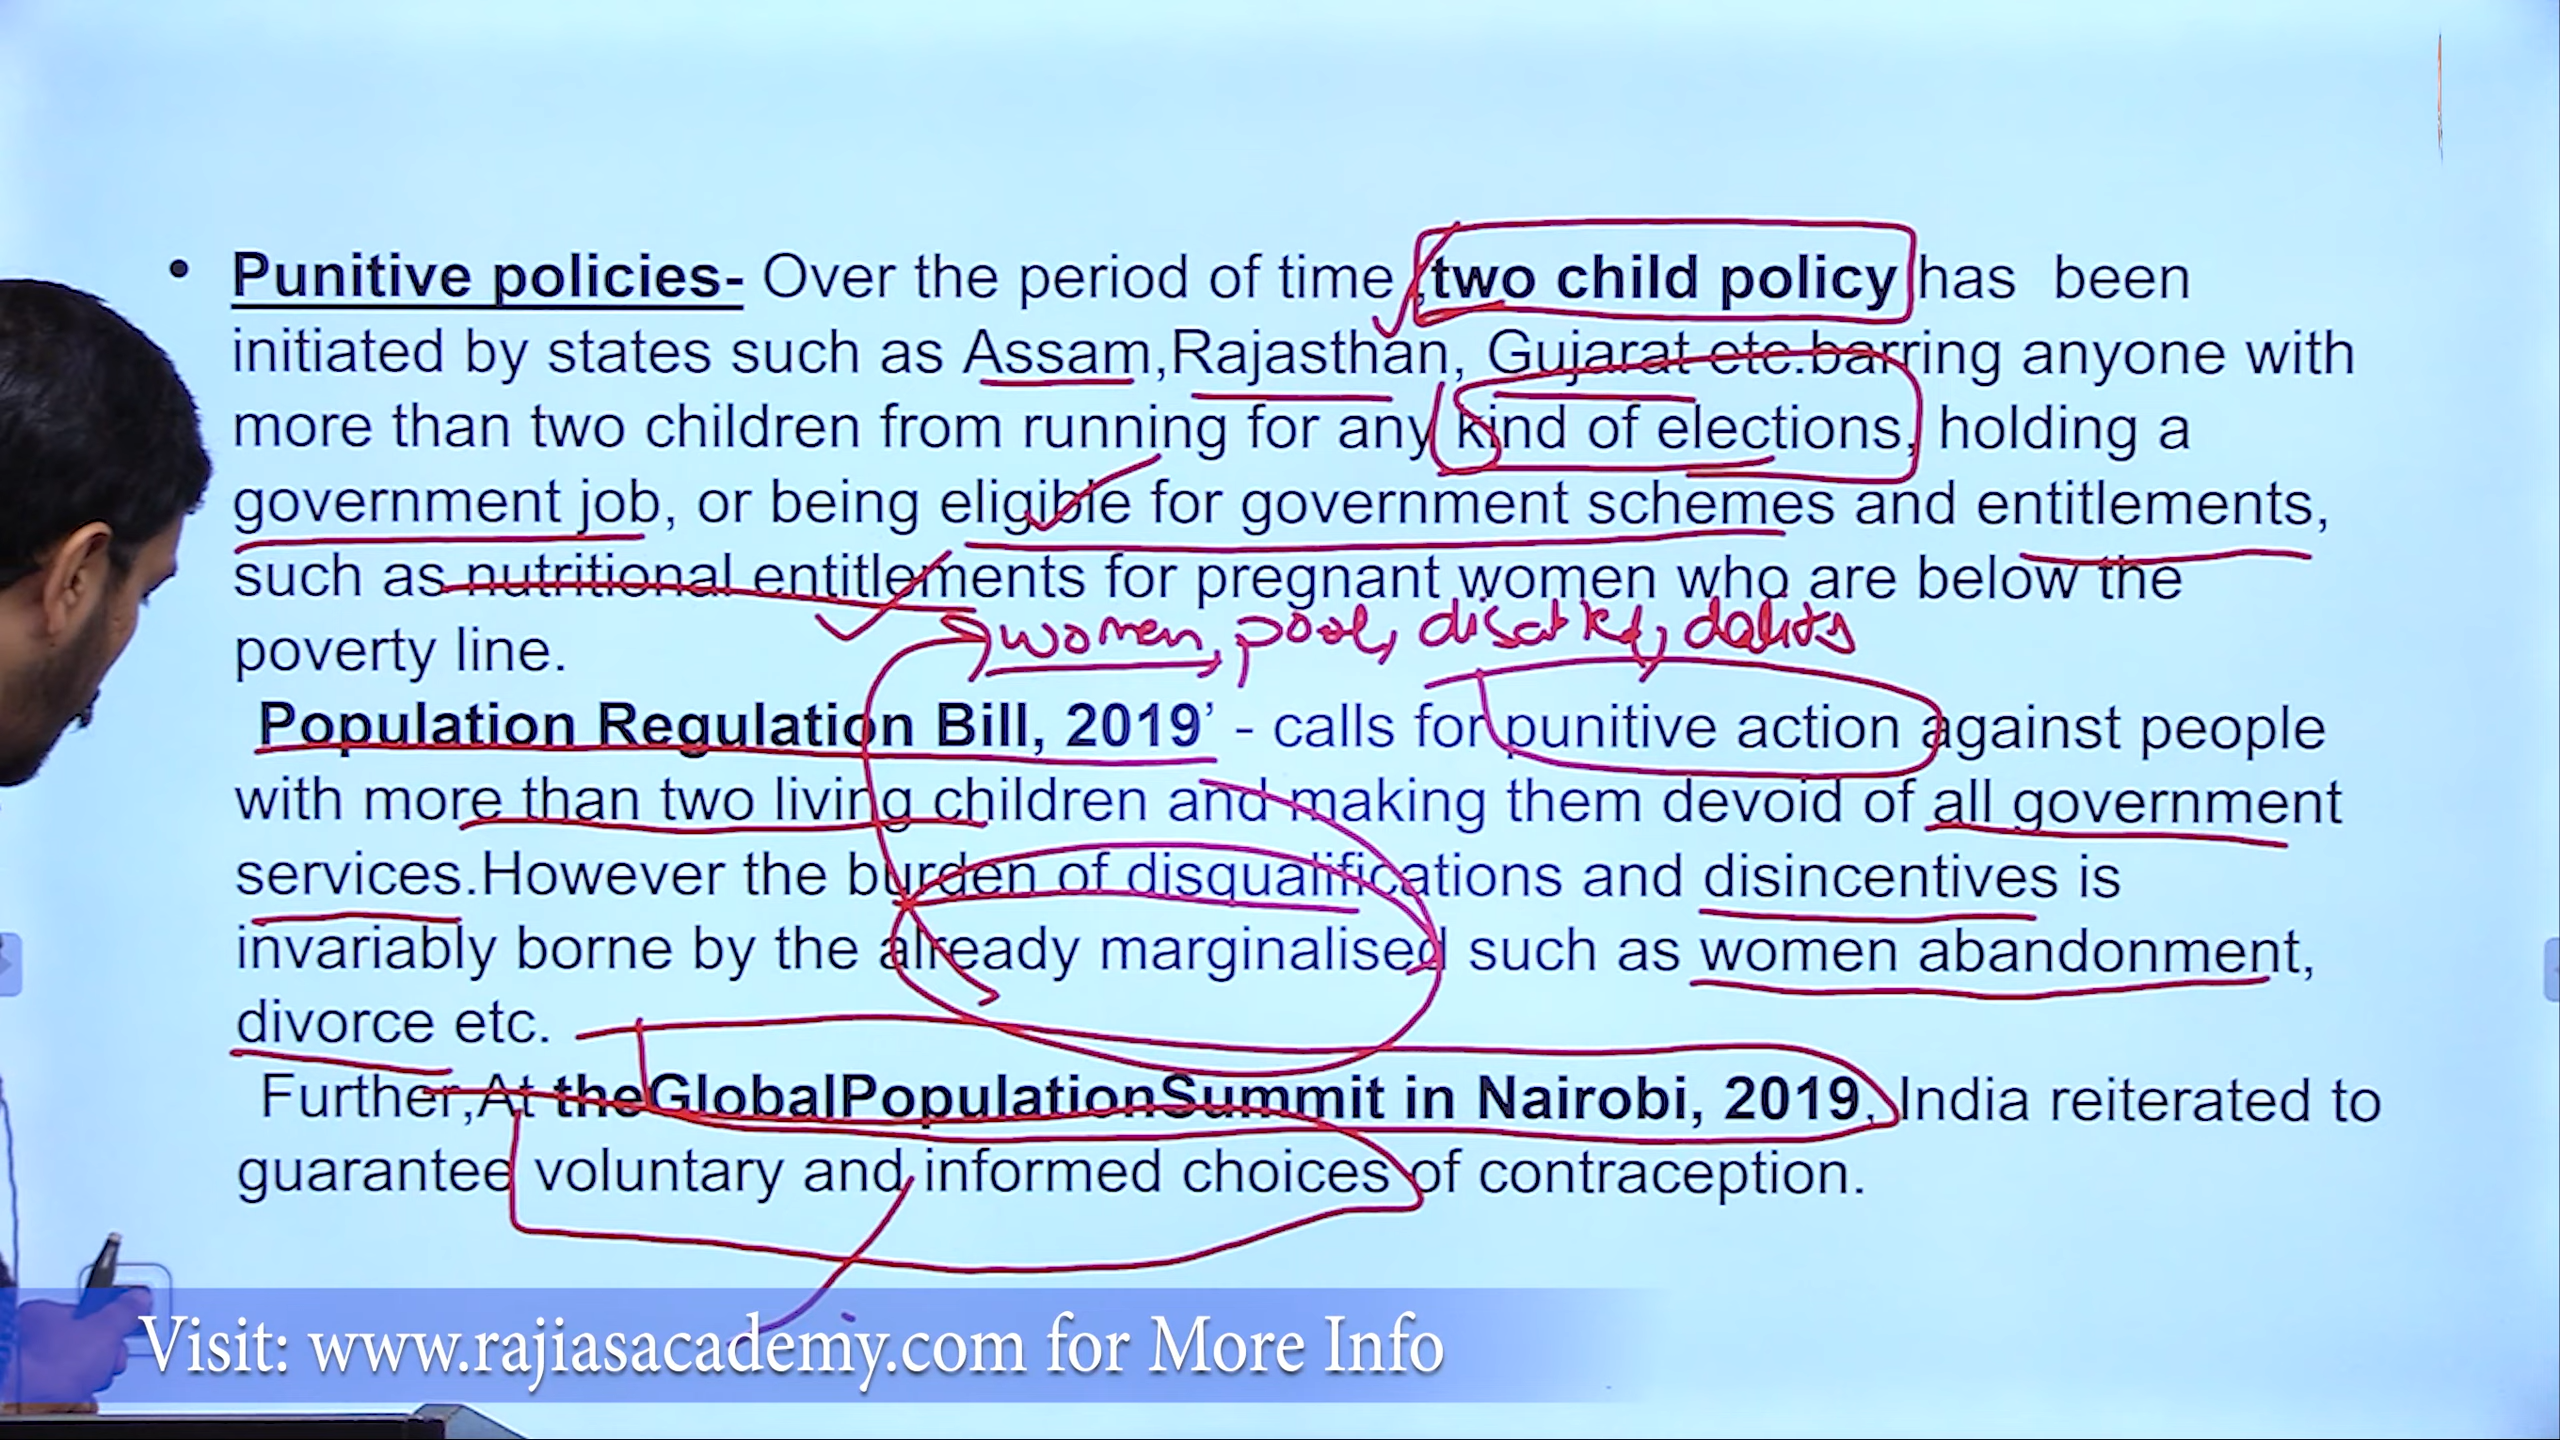 • Punitive policies- Over the period of time ,two child policy has been
initiated by states such as Assam,Rajasthan, Gujarat etc.barring anyone with
more than two children from running for any kind of elections, holding a
government job, or being eligible for government schemes and entitlements,
such as nutritional entitlements for pregnant women who are below the
poverty line.
women, poor, disabled, dalits
Population Regulation Bill, 2019’ - calls for punitive action against people
with more than two living children and making them devoid of all government
services.However the burden of disqualifications and disincentives is
invariably borne by the already marginalised such as women abandonment,
divorce etc.
Further,At theGlobalPopulationSummit in Nairobi, 2019, India reiterated to
guarantee voluntary and informed choices of contraception.
Visit: www.rajiasacademy.com for More Info